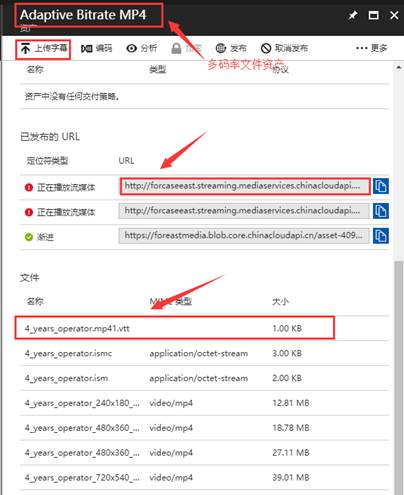 Adaptive Bitrate MP4
资产
上传字幕 编码 分析 加密 发布 取消发布 ··· 更多
多码率文件资产
名称 类型 协议
资产中没有任何交付策略。
已发布的 URL
定位符类型 URL
正在播放流媒体 http://forcaseeast.streaming.mediaservices.chinacloudapi....
正在播放流媒体 http://forcaseeast.streaming.mediaservices.chinacloudapi....
渐进 https://foreastmedia.blob.core.chinacloudapi.cn/asset-409...
文件
名称 MIME 类型 大小
4_years_operator.mp41.vtt 1.00 KB
4_years_operator.ismc application/octet-stream 3.00 KB
4_years_operator.ism application/octet-stream 2.00 KB
4_years_operator_240x180_... video/mp4 12.81 MB
4_years_operator_480x360_... video/mp4 18.78 MB
4_years_operator_480x360_... video/mp4 27.11 MB
4_years_operator_720x540_... video/mp4 39.01 MB